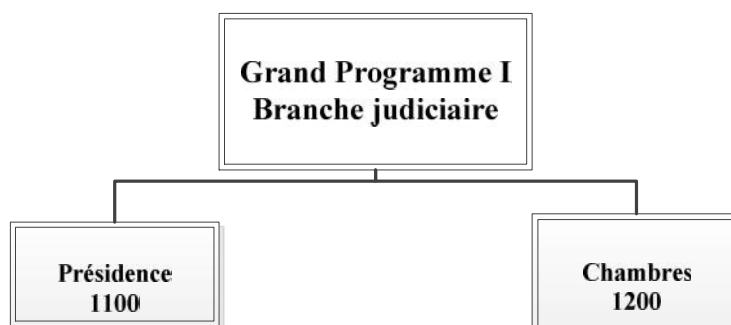 Grand Programme I
Branche judiciaire
Présidence
1100
Chambres
1200